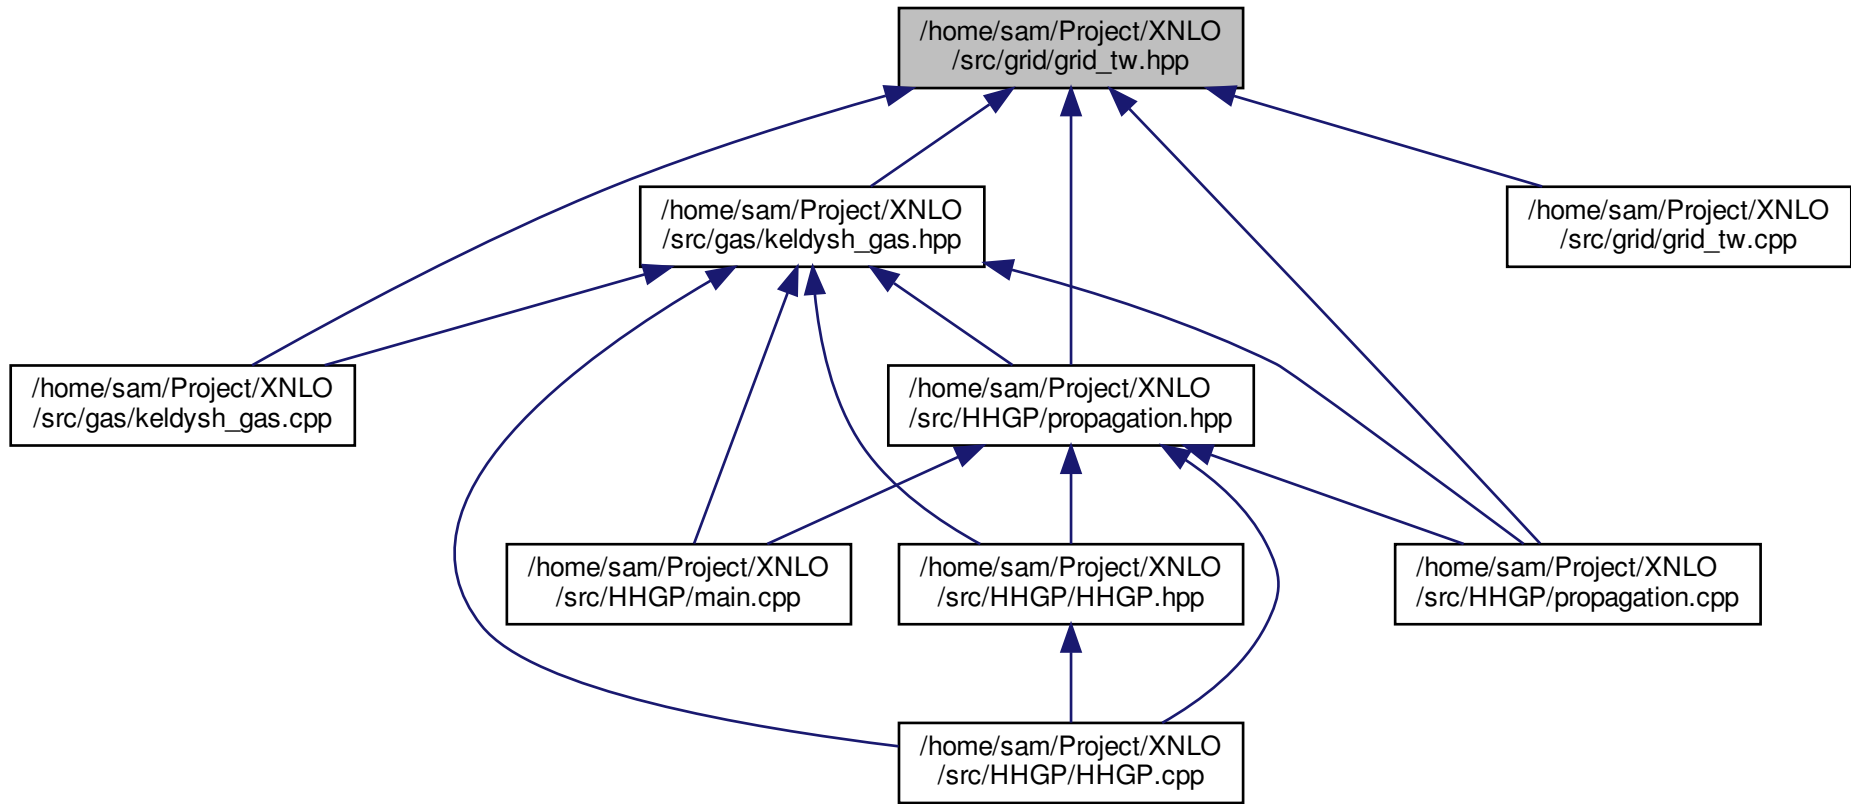 /home/sam/Project/XNLO
/src/grid/grid_tw.hpp
/home/sam/Project/XNLO
/src/gas/keldysh_gas.hpp
/home/sam/Project/XNLO
/src/grid/grid_tw.cpp
/home/sam/Project/XNLO
/src/gas/keldysh_gas.cpp
/home/sam/Project/XNLO
/src/HHGP/propagation.hpp
/home/sam/Project/XNLO
/src/HHGP/main.cpp
/home/sam/Project/XNLO
/src/HHGP/HHGP.hpp
/home/sam/Project/XNLO
/src/HHGP/propagation.cpp
/home/sam/Project/XNLO
/src/HHGP/HHGP.cpp